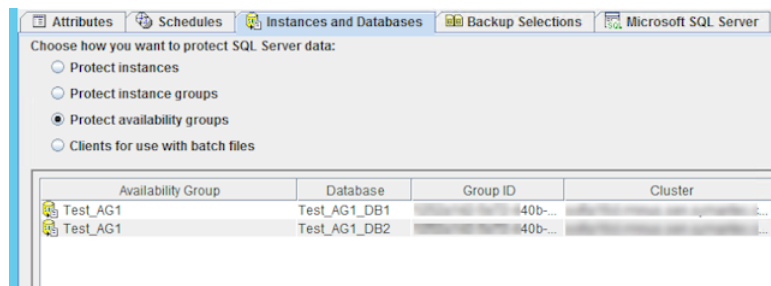 Attributes Schedules Instances and Databases Backup Selections Microsoft SQL Server
Choose how you want to protect SQL Server data:
Protect instances
Protect instance groups
Protect availability groups
Clients for use with batch files
Availability Group Database Group ID Cluster
Test_AG1 Test_AG1_DB1 40b-...
Test_AG1 Test_AG1_DB2 40b-...